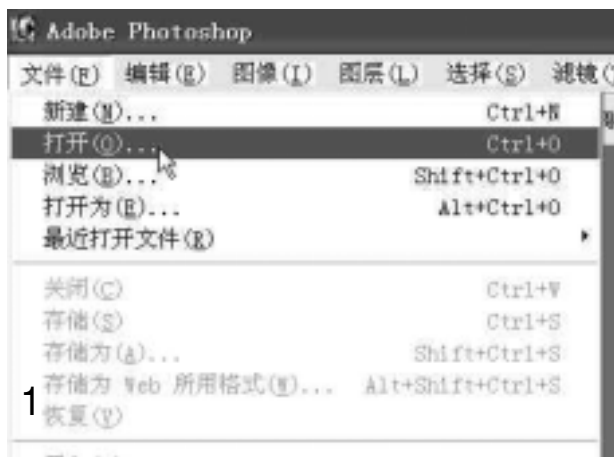 Adobe Photoshop
文件(F) 编辑(E) 图像(I) 图层(L) 选择(S) 滤镜(
新建(N)... Ctrl+N
打开(O)... Ctrl+O
浏览(B)... Shift+Ctrl+O
打开为(E)... Alt+Ctrl+O
最近打开文件(R)
关闭(C) Ctrl+W
存储(S) Ctrl+S
存储为(A)... Shift+Ctrl+S
存储为 Web 所用格式(W)... Alt+Shift+Ctrl+S
1
恢复(V)